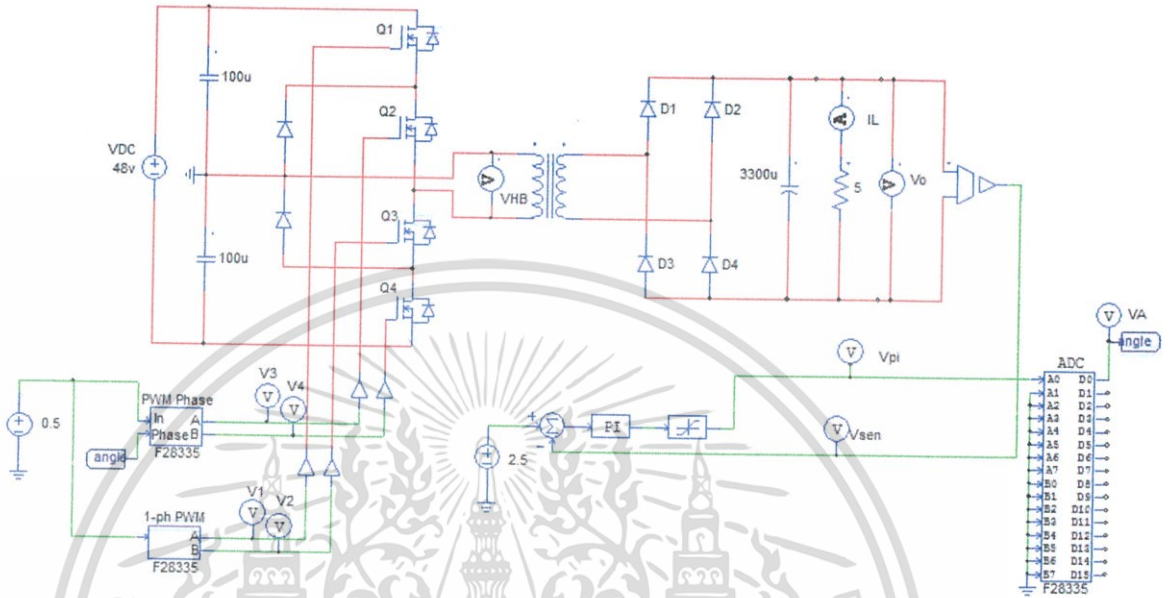 Q1
100u
Q2
VDC
48v
VHB
Q3
100u
Q4
D1
D2
D3
D4
3300u
A
IL
5
V
Vo
V
VA
angle
Vpi
ADC
A0 D0
A1 D1
A2 D2
A3 D3
A4 D4
A5 D5
A6 D6
A7 D7
B0 D8
B1 D9
B2 D10
B3 D11
B4 D12
B5 D13
B6 D14
B7 D15
F28335
V
V
Vsen
PI
2.5
0.5
V3
V4
V
V
PWM Phase
In A
Phase B
F28335
angle
V1
V2
V
V
1-ph PWM
A
B
F28335
V